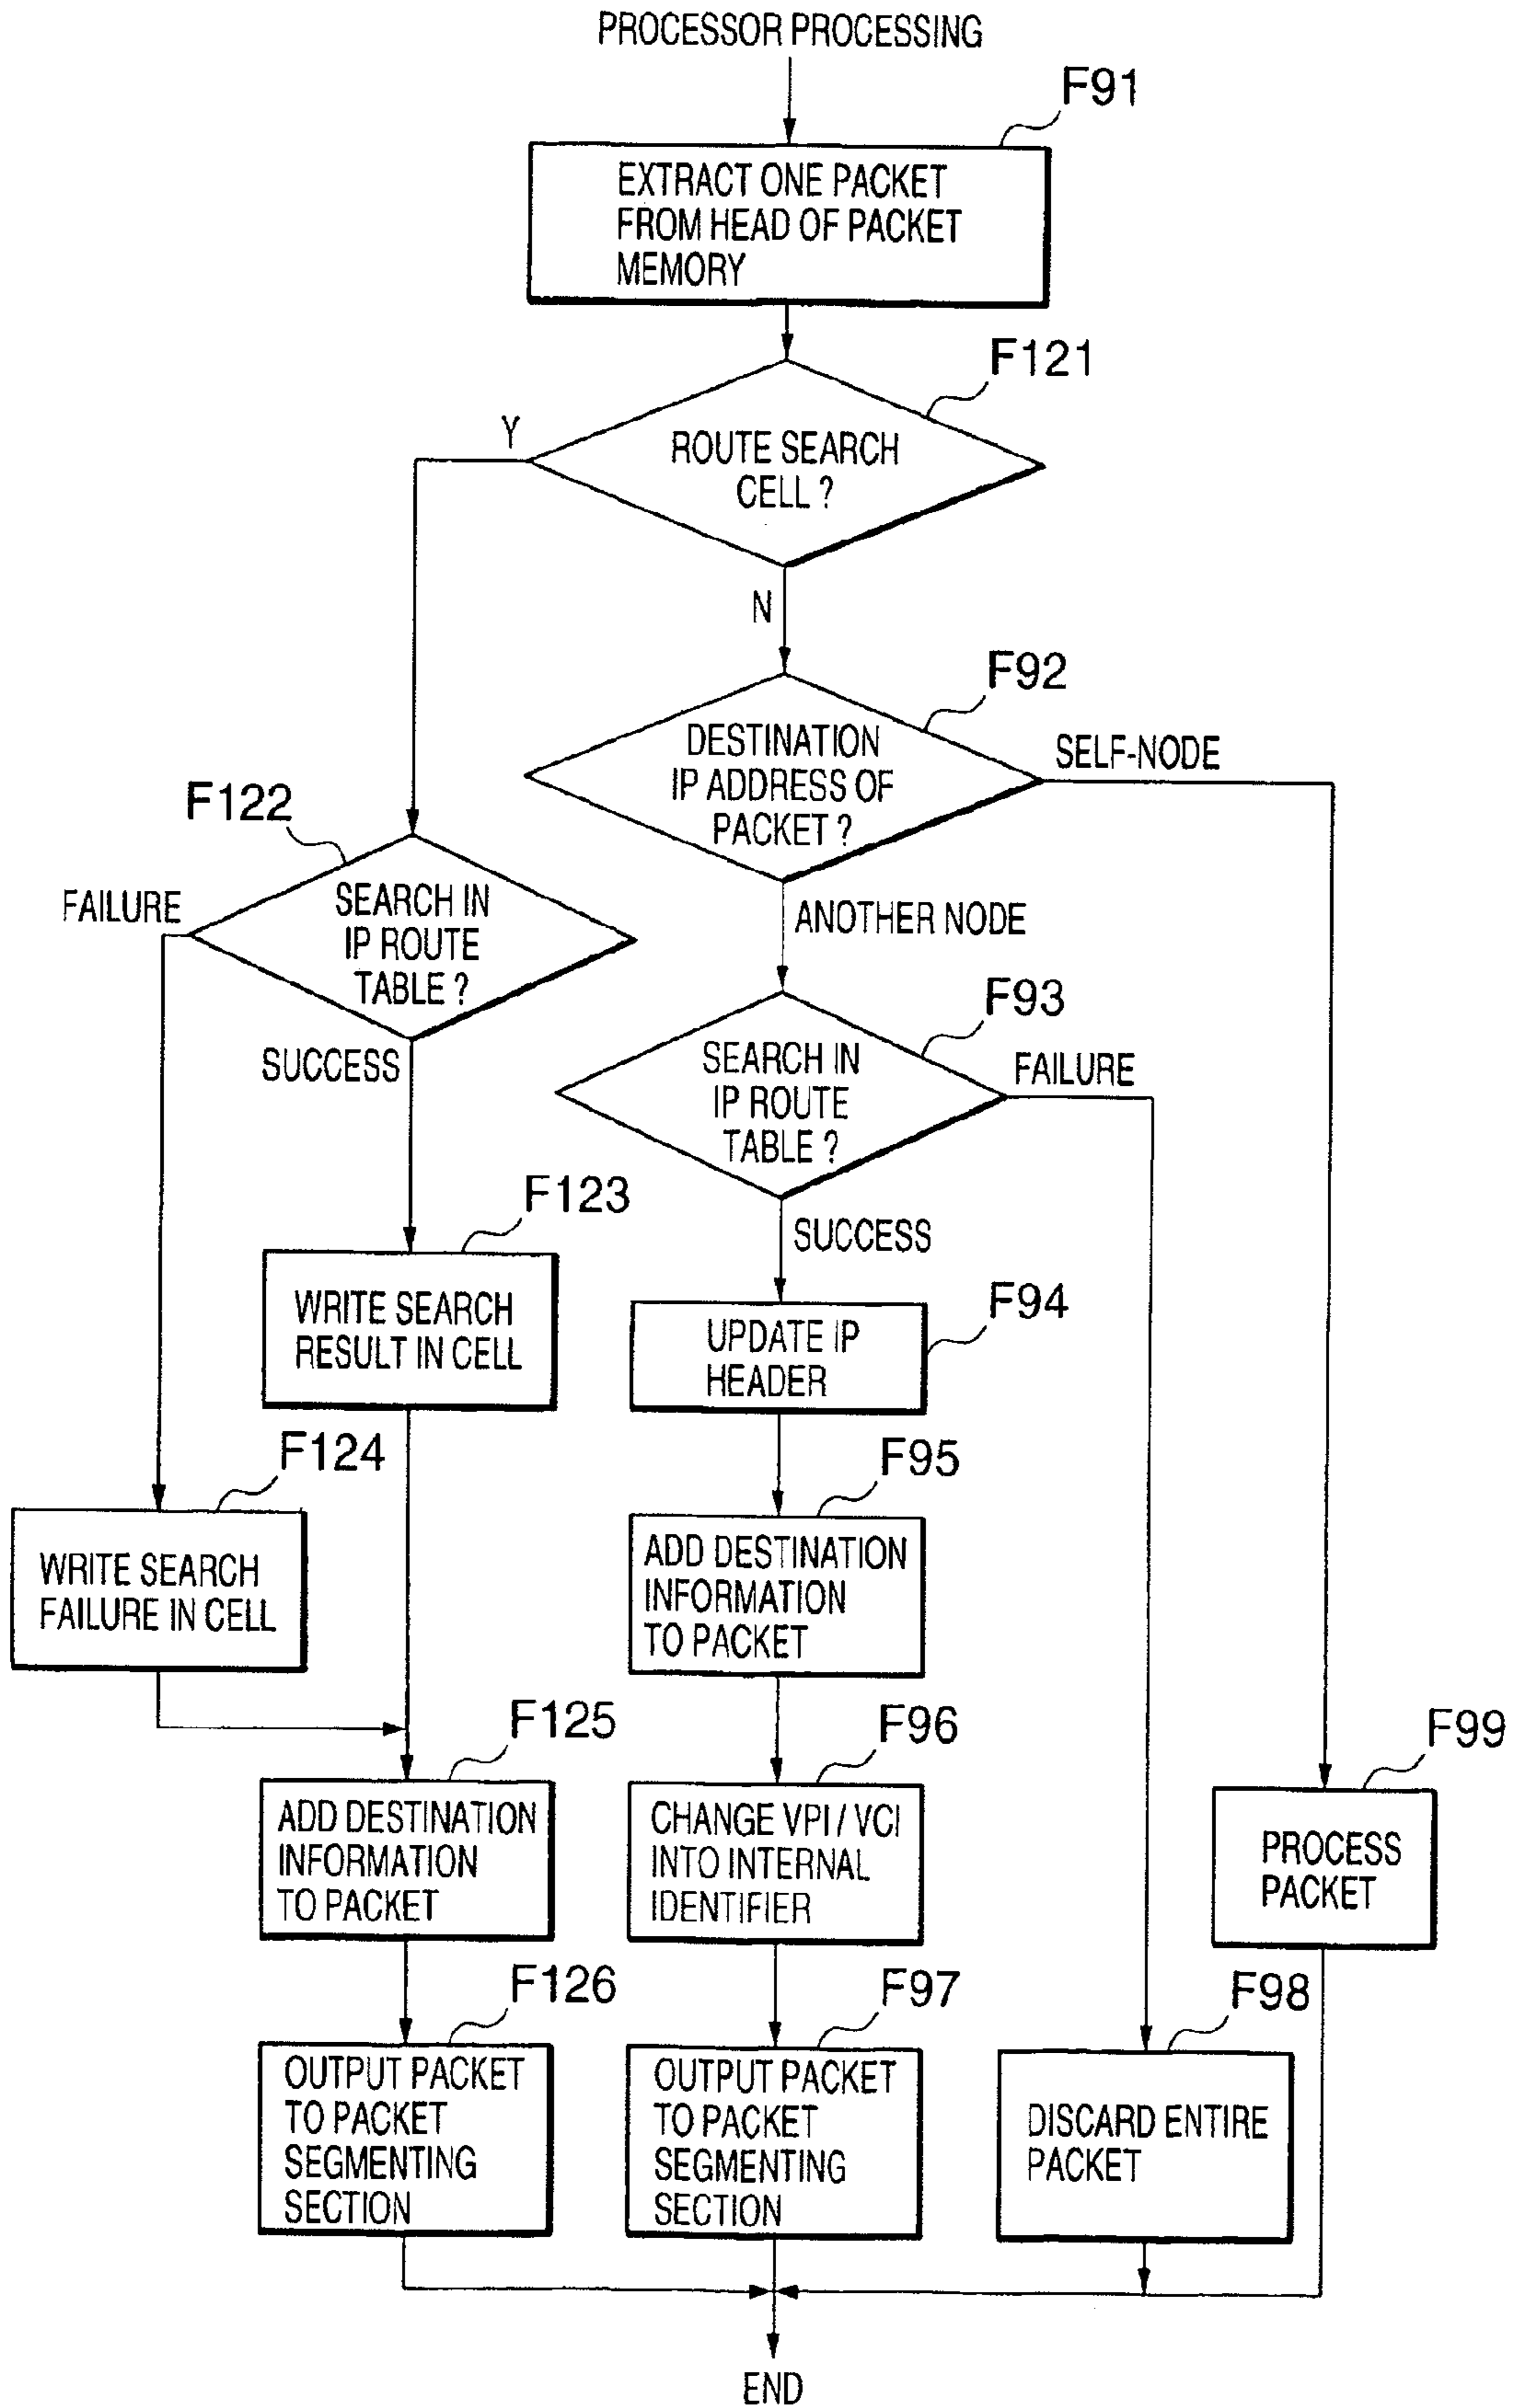 PROCESSOR PROCESSING
F91
EXTRACT ONE PACKET
FROM HEAD OF PACKET
MEMORY
F121
Y
ROUTE SEARCH
CELL ?
N
F92
DESTINATION
IP ADDRESS OF
PACKET ?
SELF-NODE
F122
FAILURE
SEARCH IN
IP ROUTE
TABLE ?
ANOTHER NODE
F93
SUCCESS
SEARCH IN
IP ROUTE
TABLE ?
FAILURE
F123
SUCCESS
WRITE SEARCH
RESULT IN CELL
F94
UPDATE IP
HEADER
F124
WRITE SEARCH
FAILURE IN CELL
F95
ADD DESTINATION
INFORMATION
TO PACKET
F125
ADD DESTINATION
INFORMATION
TO PACKET
F96
CHANGE VPI / VCI
INTO INTERNAL
IDENTIFIER
F99
PROCESS
PACKET
F126
OUTPUT PACKET
TO PACKET
SEGMENTING
SECTION
F97
OUTPUT PACKET
TO PACKET
SEGMENTING
SECTION
F98
DISCARD ENTIRE
PACKET
END